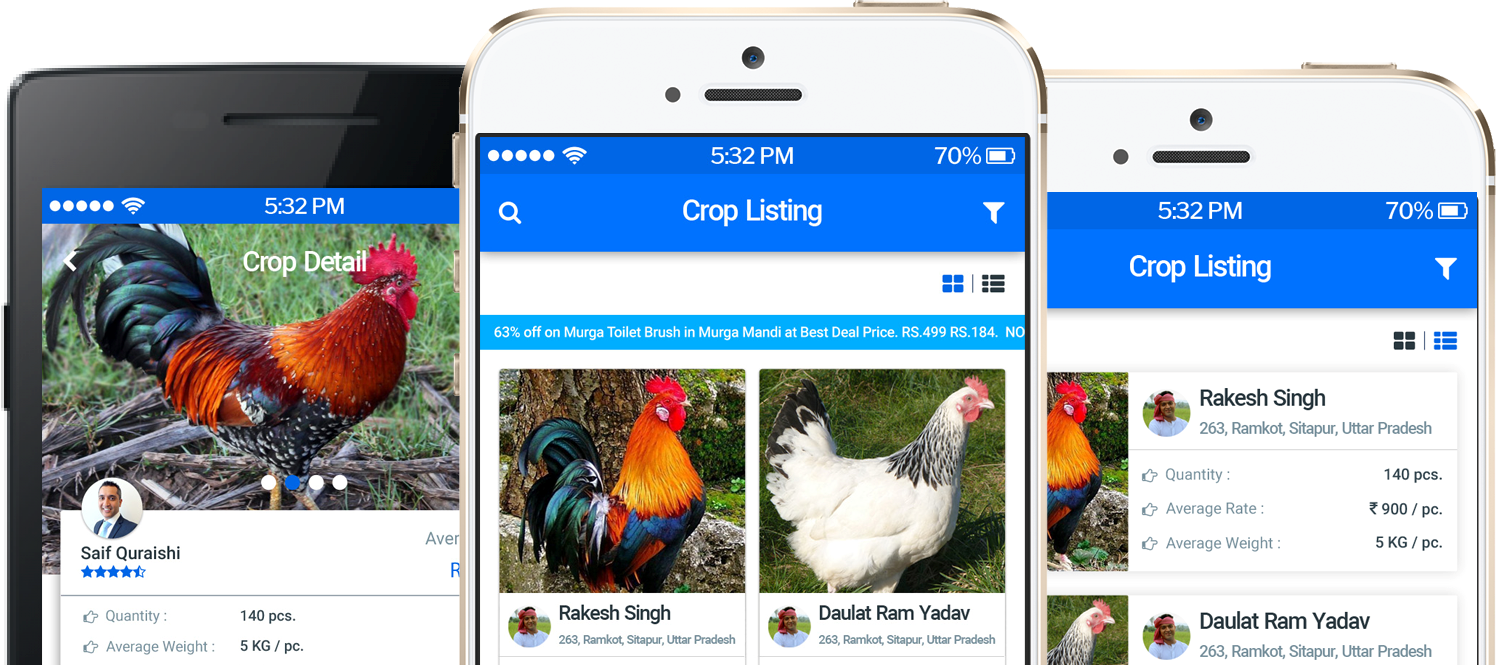 5:32 PM
Crop Detail
Saif Quraishi
Quantity : 140 pcs.
Average Weight : 5 KG / pc.
5:32 PM 70%
Crop Listing
63% off on Murga Toilet Brush in Murga Mandi at Best Deal Price. RS.499 RS.184. NO
Rakesh Singh
263, Ramkot, Sitapur, Uttar Pradesh
Daulat Ram Yadav
263, Ramkot, Sitapur, Uttar Pradesh
5:32 PM 70%
Crop Listing
Rakesh Singh
263, Ramkot, Sitapur, Uttar Pradesh
Quantity : 140 pcs.
Average Rate : ₹ 900 / pc.
Average Weight : 5 KG / pc.
Daulat Ram Yadav
263, Ramkot, Sitapur, Uttar Pradesh